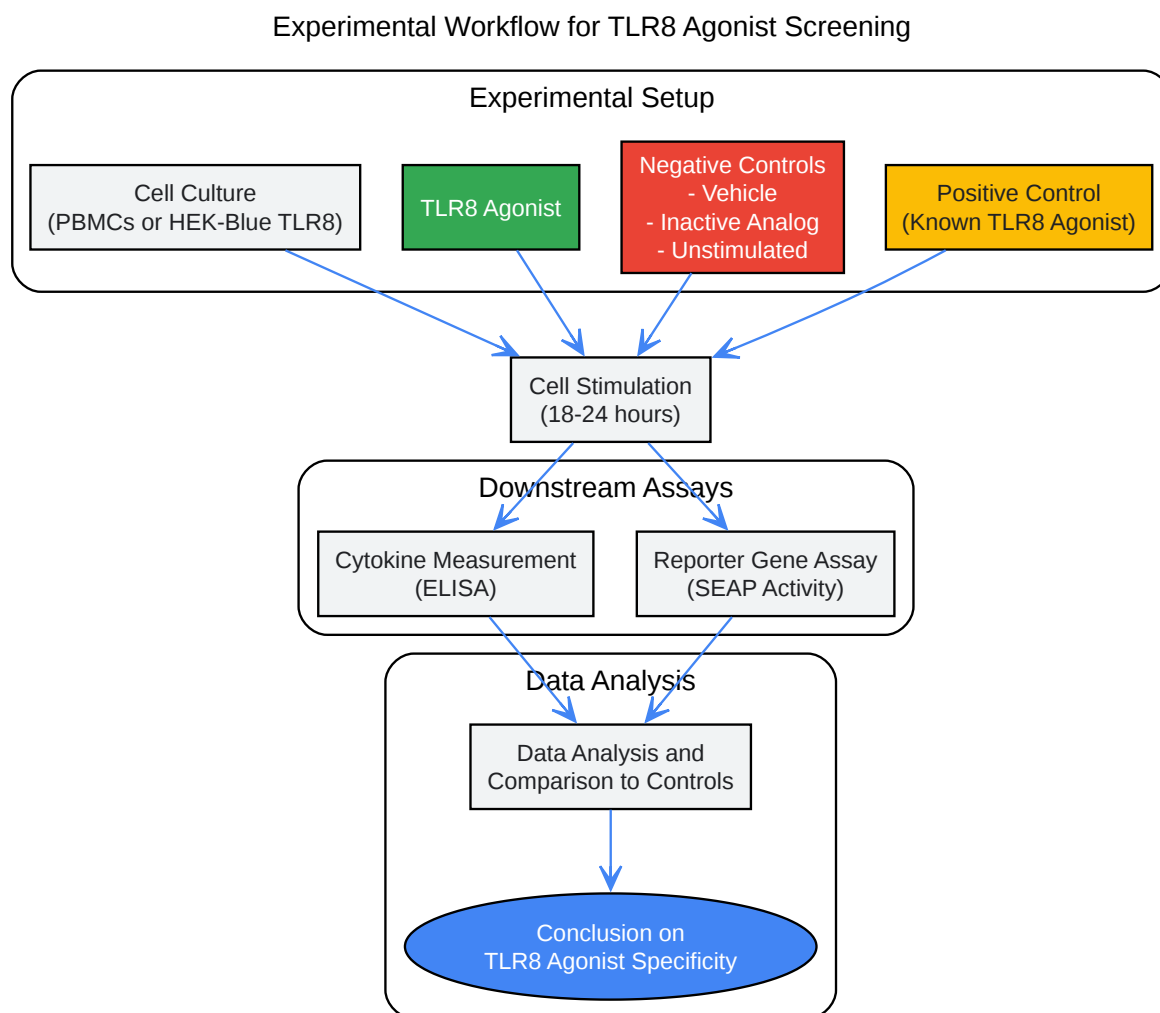 Experimental Workflow for TLR8 Agonist Screening
Experimental Setup
Cell Culture
(PBMCs or HEK-Blue TLR8)
TLR8 Agonist
Negative Controls
- Vehicle
- Inactive Analog
- Unstimulated
Positive Control
(Known TLR8 Agonist)
Cell Stimulation
(18-24 hours)
Downstream Assays
Cytokine Measurement
(ELISA)
Reporter Gene Assay
(SEAP Activity)
Data Analysis
Data Analysis and
Comparison to Controls
Conclusion on
TLR8 Agonist Specificity